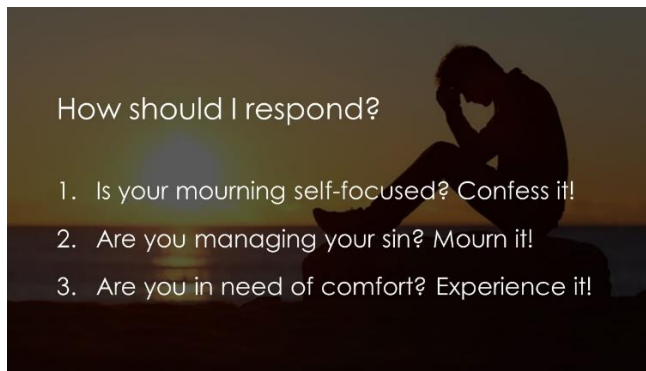 How should I respond?
1. Is your mourning self-focused? Confess it!
2. Are you managing your sin? Mourn it!
3. Are you in need of comfort? Experience it!